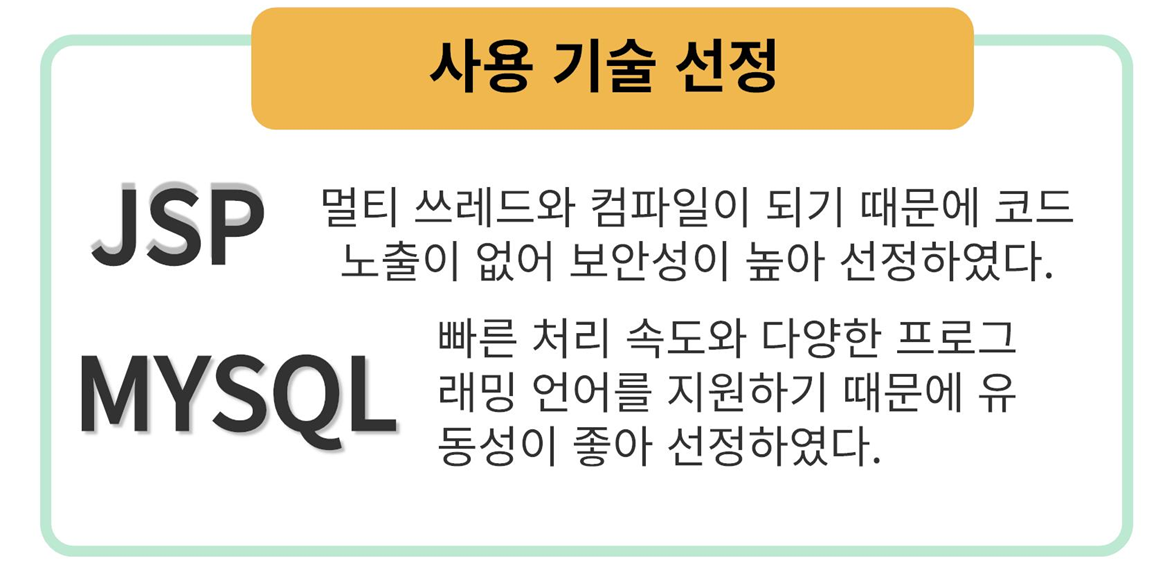 사용 기술 선정
JSP
멀티 쓰레드와 컴파일이 되기 때문에 코드
노출이 없어 보안성이 높아 선정하였다.
MYSQL
빠른 처리 속도와 다양한 프로그
래밍 언어를 지원하기 때문에 유
동성이 좋아 선정하였다.